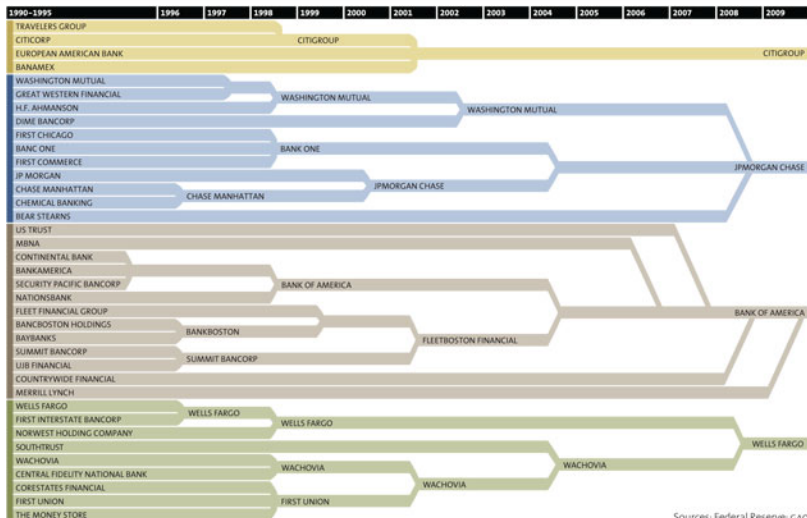 1990–1995 1996 1997 1998 1999 2000 2001 2002 2003 2004 2005 2006 2007 2008 2009
TRAVELERS GROUP
CITICORP CITIGROUP
EUROPEAN AMERICAN BANK CITIGROUP
BANAMEX
WASHINGTON MUTUAL
GREAT WESTERN FINANCIAL WASHINGTON MUTUAL
H.F. AHMANSON WASHINGTON MUTUAL
DIME BANCORP
FIRST CHICAGO
BANC ONE BANK ONE
FIRST COMMERCE JPMORGAN CHASE
JP MORGAN
CHASE MANHATTAN CHASE MANHATTAN JPMORGAN CHASE
CHEMICAL BANKING
BEAR STEARNS
US TRUST
MBNA
CONTINENTAL BANK
BANKAMERICA
SECURITY PACIFIC BANCORP BANK OF AMERICA
NATIONSBANK
FLEET FINANCIAL GROUP BANK OF AMERICA
BANCBOSTON HOLDINGS BANKBOSTON
BAYBANKS FLEETBOSTON FINANCIAL
SUMMIT BANCORP SUMMIT BANCORP
UJB FINANCIAL
COUNTRYWIDE FINANCIAL
MERRILL LYNCH
WELLS FARGO WELLS FARGO
FIRST INTERSTATE BANCORP WELLS FARGO
NORWEST HOLDING COMPANY
SOUTHTRUST WELLS FARGO
WACHOVIA WACHOVIA WACHOVIA
CENTRAL FIDELITY NATIONAL BANK
CORESTATES FINANCIAL WACHOVIA
FIRST UNION FIRST UNION
THE MONEY STORE
Sources: Federal Reserve; GAO